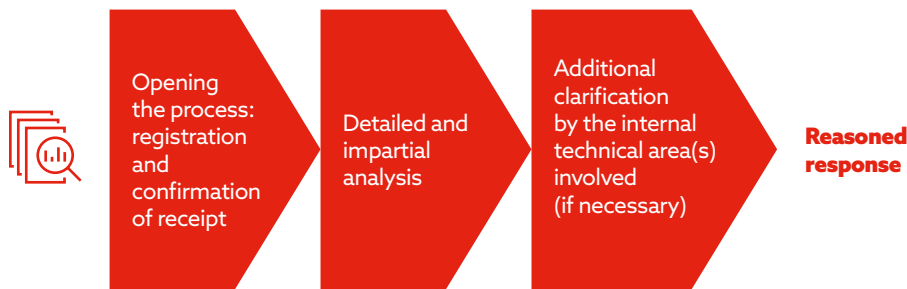 Opening
the process:
registration
and
confirmation
of receipt
Detailed and
impartial
analysis
Additional
clarification
by the internal
technical area(s)
involved
(if necessary)
Reasoned
response